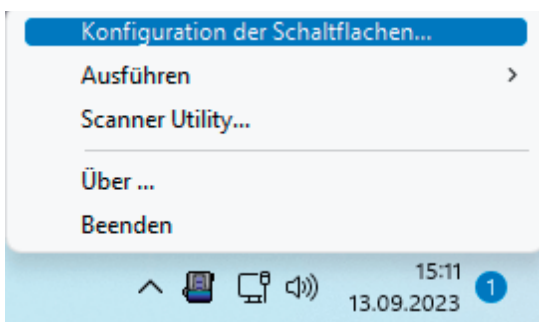 Konfiguration der Schaltflachen...
Ausführen
Scanner Utility...
Über ...
Beenden
15:11
13.09.2023
1